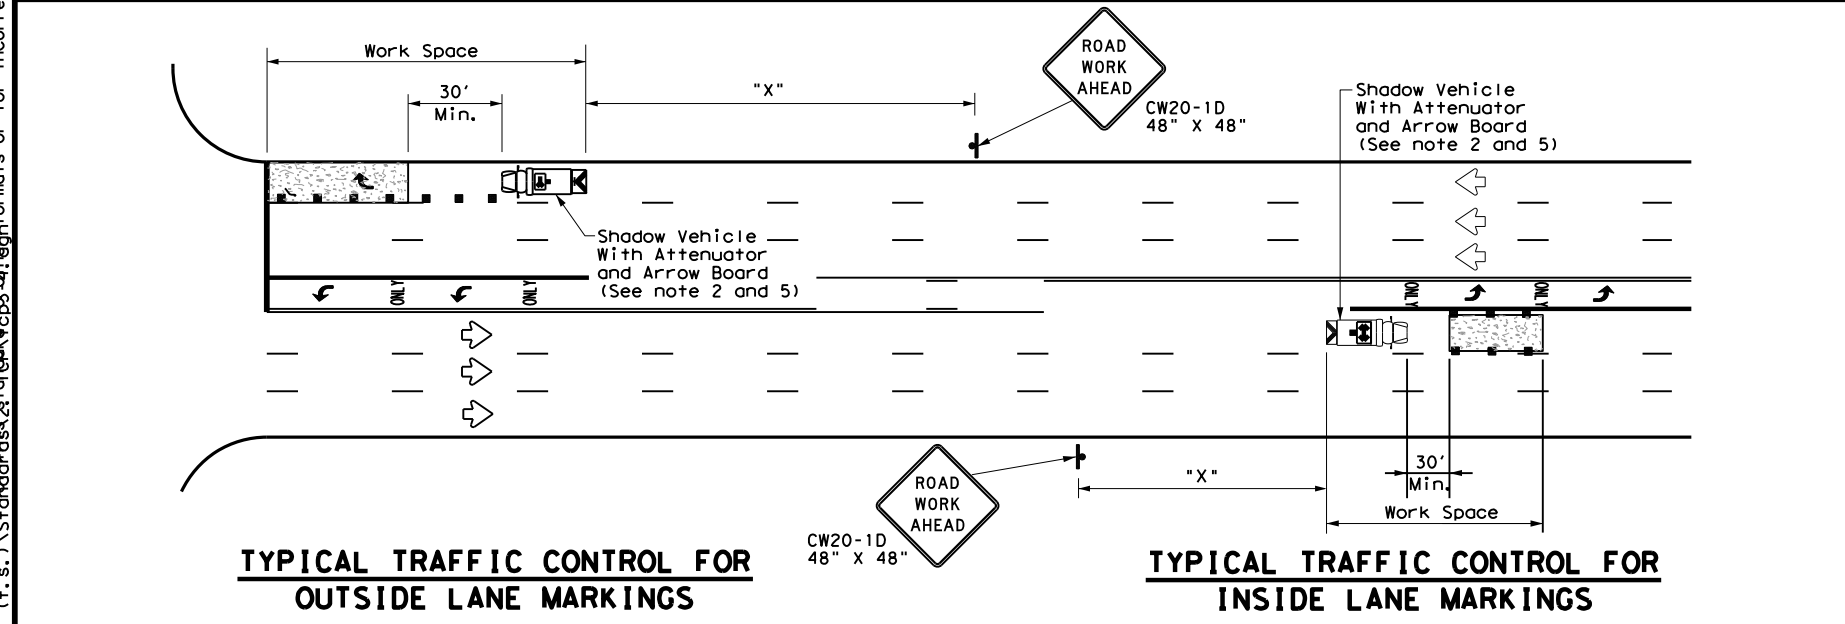 Work Space
30'
Min.
"X"
ROAD
WORK
AHEAD
CW20-1D
48" X 48"
Shadow Vehicle
With Attenuator
and Arrow Board
(See note 2 and 5)
Shadow Vehicle
With Attenuator
and Arrow Board
(See note 2 and 5)
ONLY
ONLY
ONLY
ONLY
ROAD
WORK
AHEAD
CW20-1D
48" X 48"
"X"
30'
Min.
Work Space
TYPICAL TRAFFIC CONTROL FOR
OUTSIDE LANE MARKINGS
TYPICAL TRAFFIC CONTROL FOR
INSIDE LANE MARKINGS